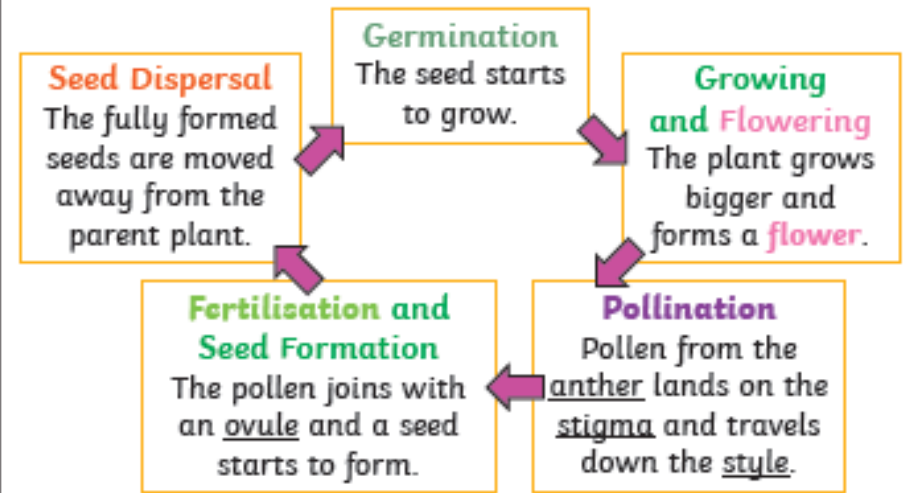 Germination
The seed starts
to grow.
Growing
and Flowering
The plant grows
bigger and
forms a flower.
Pollination
Pollen from the
anther lands on the
stigma and travels
down the style.
Fertilisation and
Seed Formation
The pollen joins with
an ovule and a seed
starts to form.
Seed Dispersal
The fully formed
seeds are moved
away from the
parent plant.